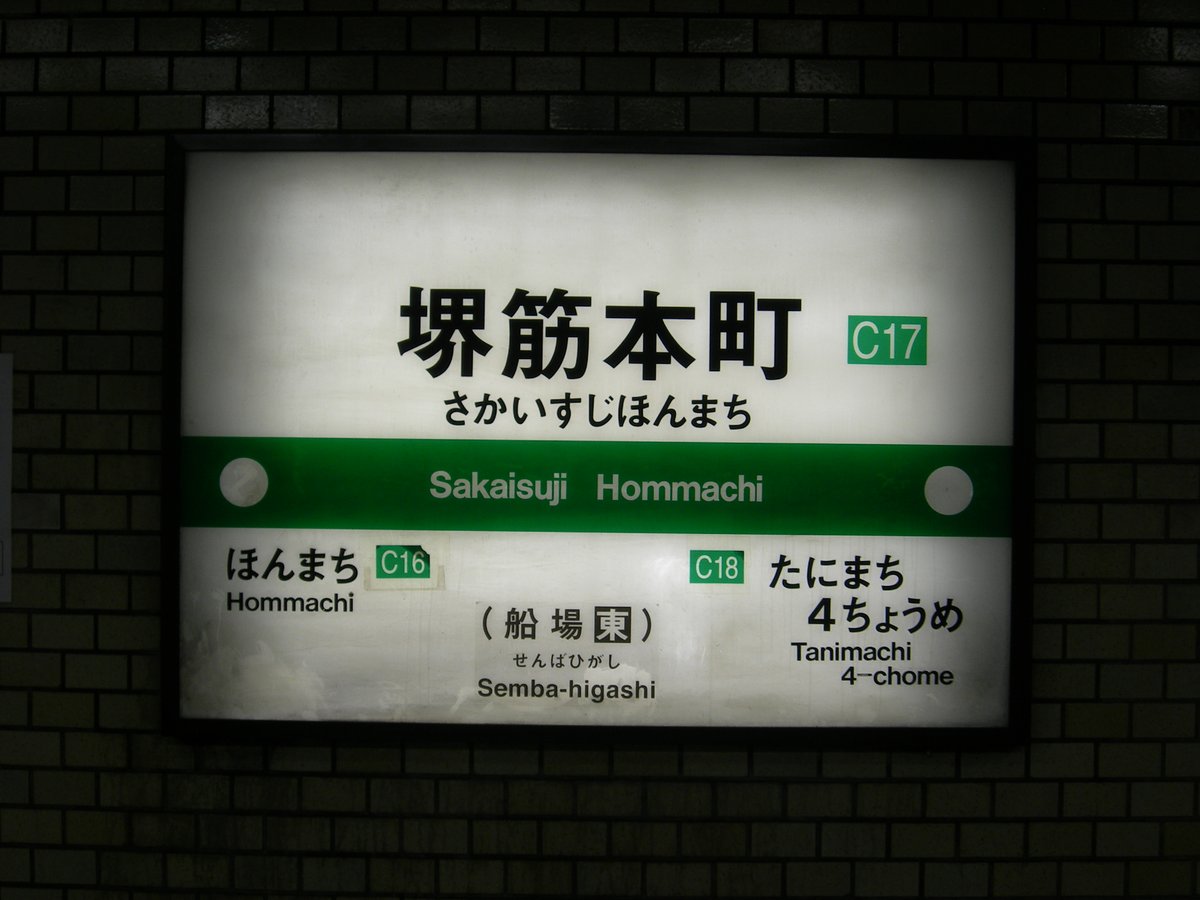 堺筋本町 C17
さかいすじほんまち
Sakaisuji Hommachi
ほんまち C16
Hommachi
(船場東)
せんばひがし
Semba-higashi
C18 たにまち
4ちょうめ
Tanimachi
4-chome